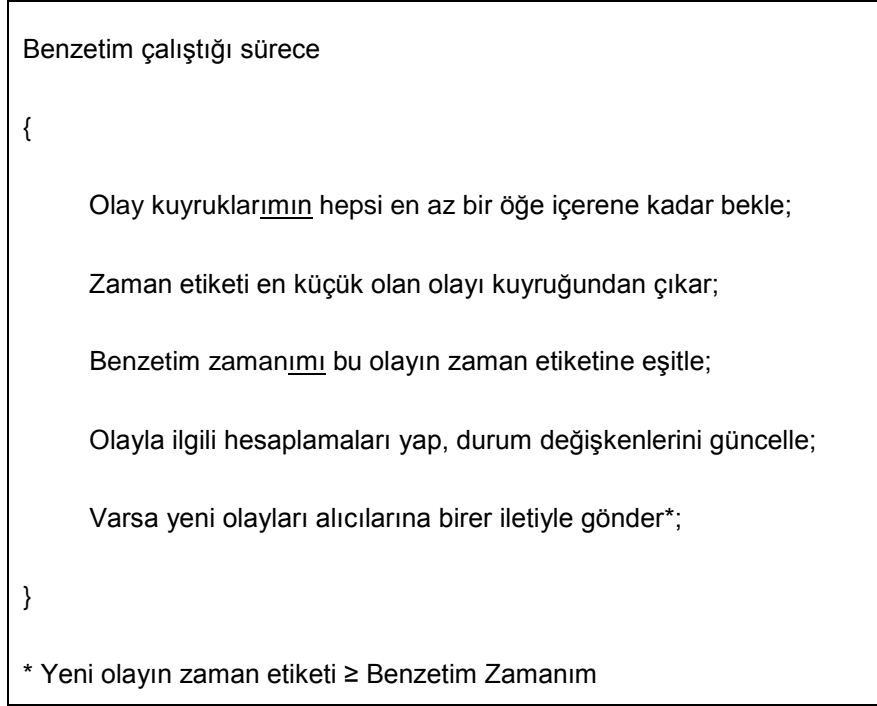 Benzetim çalıştığı sürece
{
Olay kuyruklarımın hepsi en az bir öğe içerene kadar bekle;
Zaman etiketi en küçük olan olayı kuyruğundan çıkar;
Benzetim zamanımı bu olayın zaman etiketine eşitle;
Olayla ilgili hesaplamaları yap, durum değişkenlerini güncelle;
Varsa yeni olayları alıcılarına birer iletiyle gönder*;
}
* Yeni olayın zaman etiketi ≥ Benzetim Zamanım